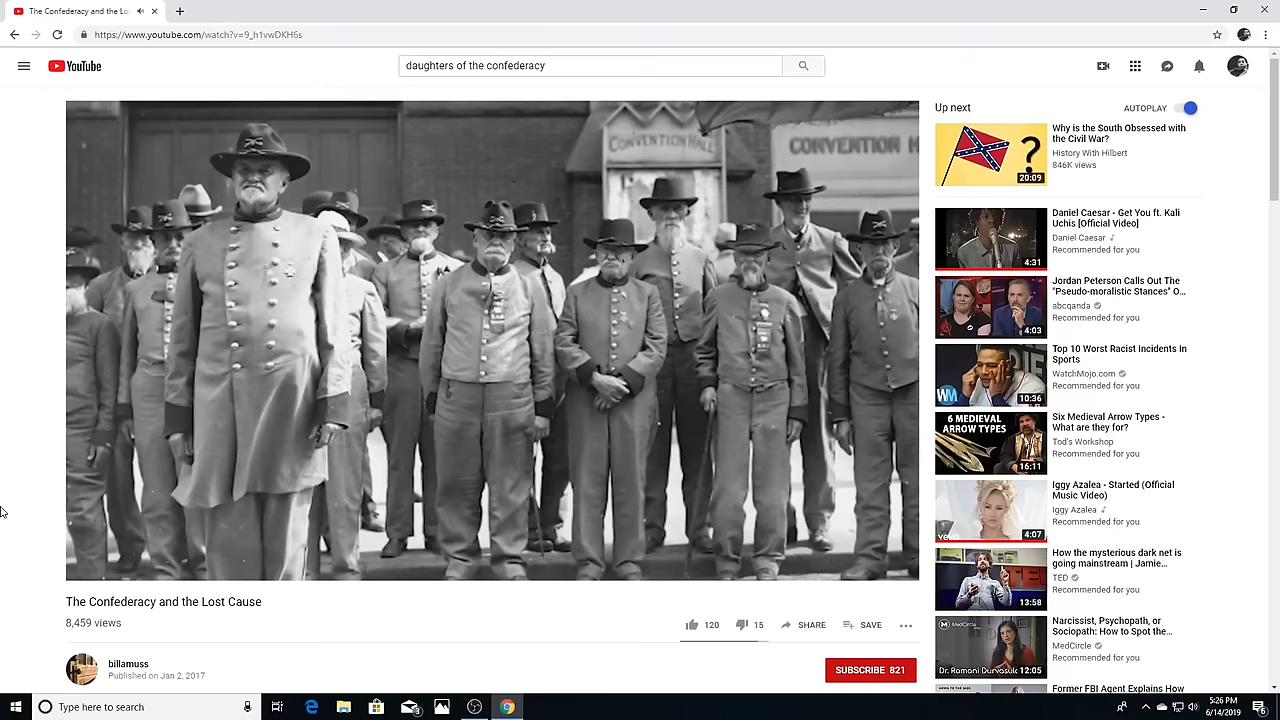 The Confederacy and the Lo
https://www.youtube.com/watch?v=9_h1vwDKH6s
YouTube
daughters of the confederacy
CONVENTION HALL
CONVENTION H
The Confederacy and the Lost Cause
8,459 views
120
15
SHARE
SAVE
billamuss
Published on Jan 2, 2017
SUBSCRIBE 821
Up next
AUTOPLAY
?
20:09
Why is the South Obsessed with
the Civil War?
History With Hilbert
846K views
4:31
Daniel Caesar - Get You ft. Kali
Uchis [Official Video]
Daniel Caesar
Recommended for you
4:03
Jordan Peterson Calls Out The
"Pseudo-moralistic Stances" O...
abcqanda
Recommended for you
WM
10:36
Top 10 Worst Racist Incidents In
Sports
WatchMojo.com
Recommended for you
6 MEDIEVAL
ARROW TYPES
16:11
Six Medieval Arrow Types -
What are they for?
Tod's Workshop
Recommended for you
vevo
4:07
Iggy Azalea - Started (Official
Music Video)
Iggy Azalea
Recommended for you
13:58
How the mysterious dark net is
going mainstream | Jamie...
TED
Recommended for you
MedCircle
Dr. Ramani Durvasula
12:05
Narcissist, Psychopath, or
Sociopath: How to Spot the...
MedCircle
Recommended for you
Former FBI Agent Explains How
Type here to search
3
5:26 PM
6/14/2019
6